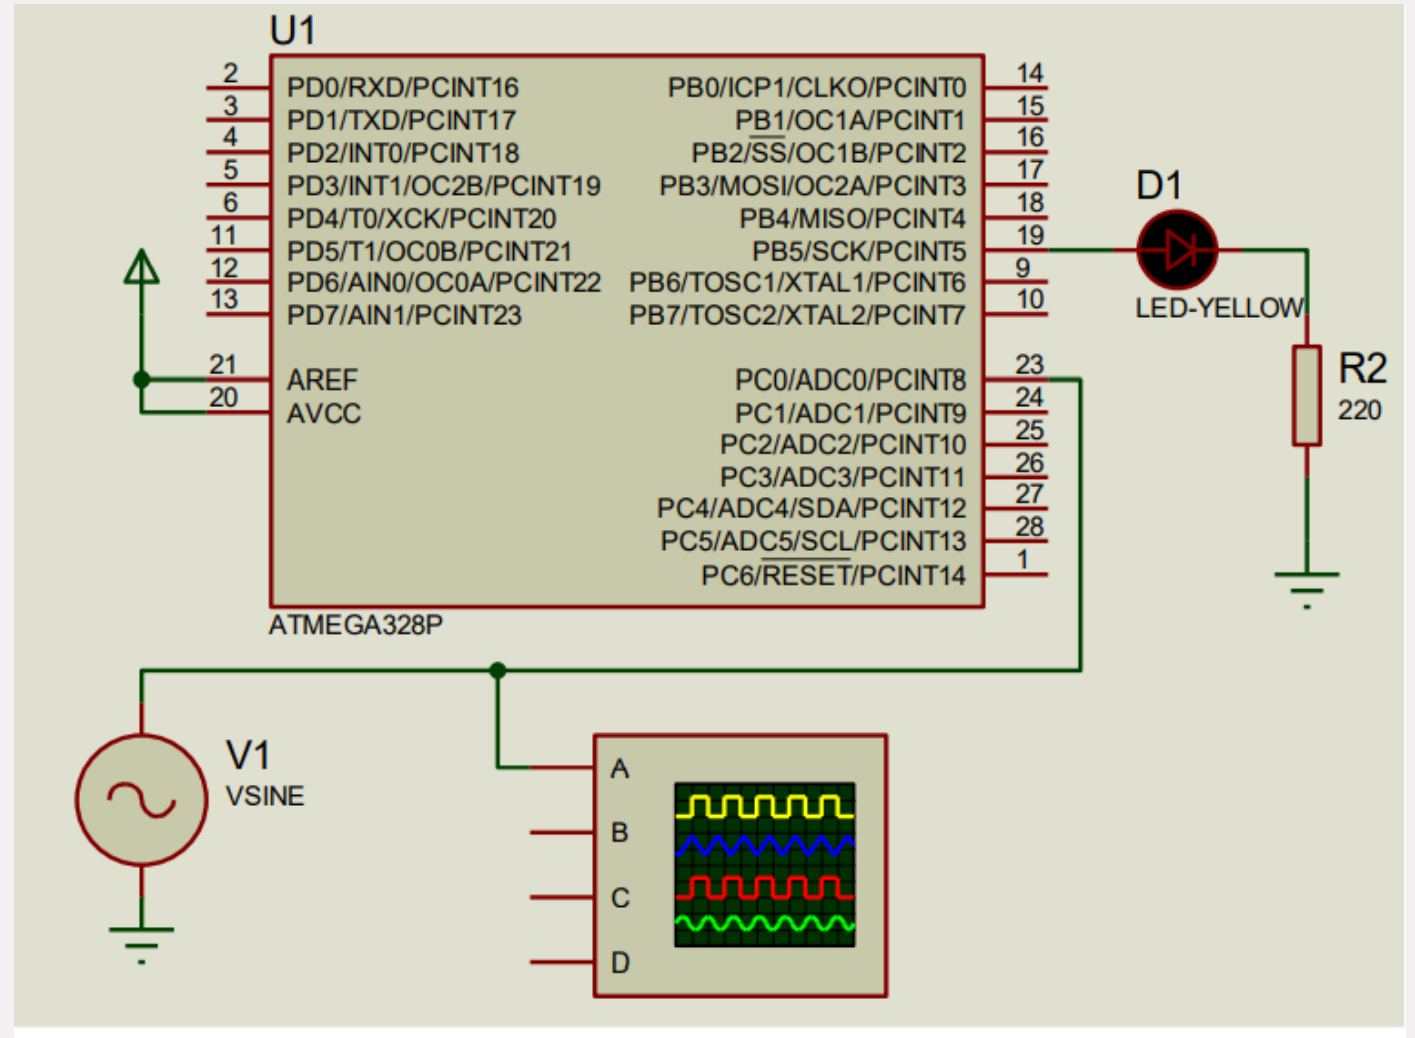 U1
2 PD0/RXD/PCINT16 PB0/ICP1/CLKO/PCINT0 14
3 PD1/TXD/PCINT17 PB1/OC1A/PCINT1 15
4 PD2/INT0/PCINT18 PB2/SS/OC1B/PCINT2 16
5 PD3/INT1/OC2B/PCINT19 PB3/MOSI/OC2A/PCINT3 17
6 PD4/T0/XCK/PCINT20 PB4/MISO/PCINT4 18
11 PD5/T1/OC0B/PCINT21 PB5/SCK/PCINT5 19
12 PD6/AIN0/OC0A/PCINT22 PB6/TOSC1/XTAL1/PCINT6 9
13 PD7/AIN1/PCINT23 PB7/TOSC2/XTAL2/PCINT7 10
21 AREF PC0/ADC0/PCINT8 23
20 AVCC PC1/ADC1/PCINT9 24
PC2/ADC2/PCINT10 25
PC3/ADC3/PCINT11 26
PC4/ADC4/SDA/PCINT12 27
PC5/ADC5/SCL/PCINT13 28
PC6/RESET/PCINT14 1
ATMEGA328P
D1
LED-YELLOW
R2
220
V1
VSINE
A
B
C
D